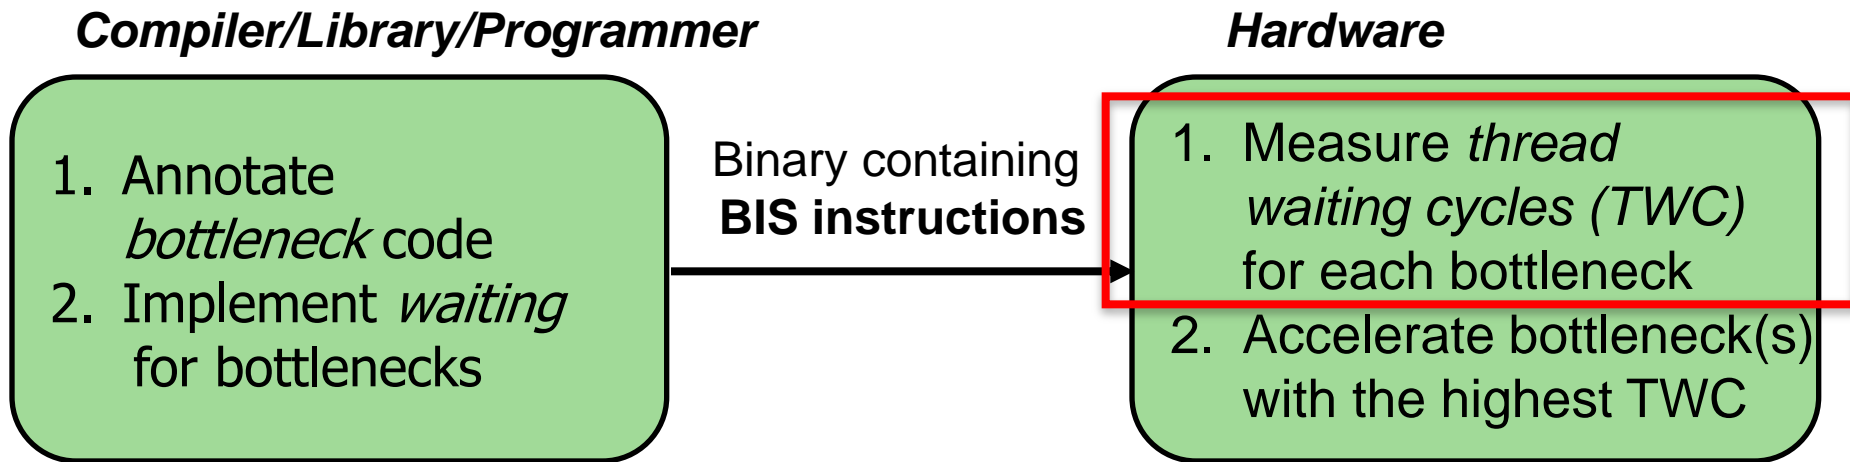 Compiler/Library/Programmer
1. Annotate
bottleneck code
2. Implement waiting
for bottlenecks
Binary containing
BIS instructions
Hardware
1. Measure thread
waiting cycles (TWC)
for each bottleneck
2. Accelerate bottleneck(s)
with the highest TWC